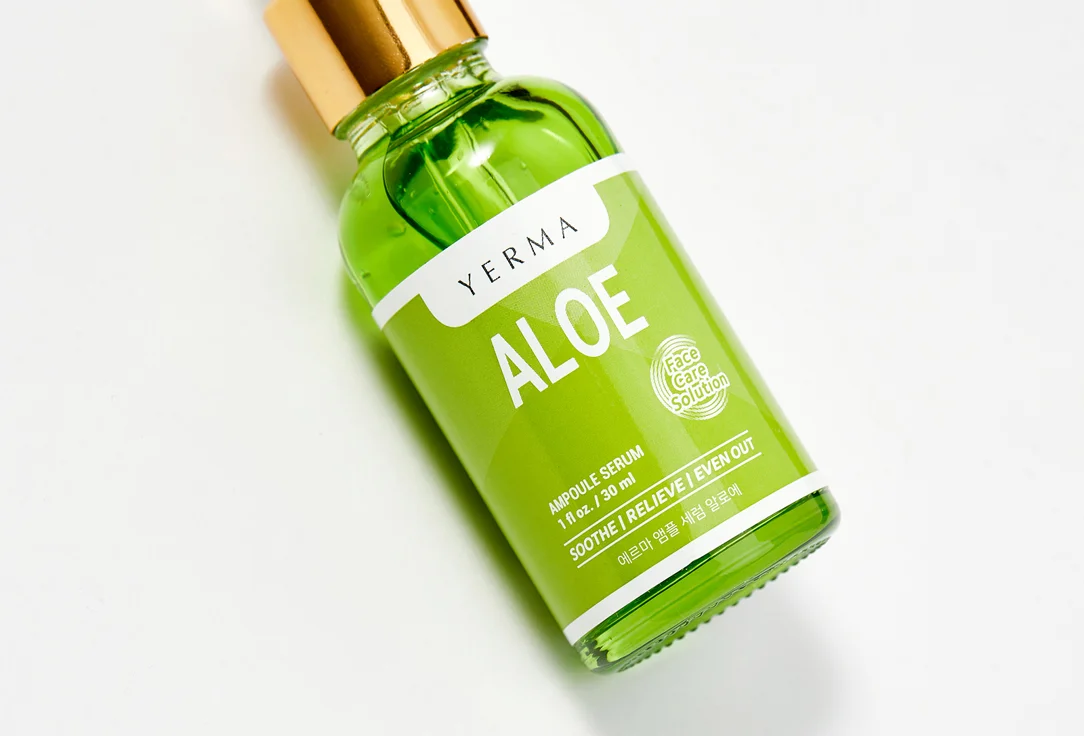 YERMA
ALOE
Face
Care
Solution
AMPOULE SERUM
1 fl oz. / 30 ml
SOOTHE | RELIEVE | EVEN OUT
에르마 앰플 세럼 알로에